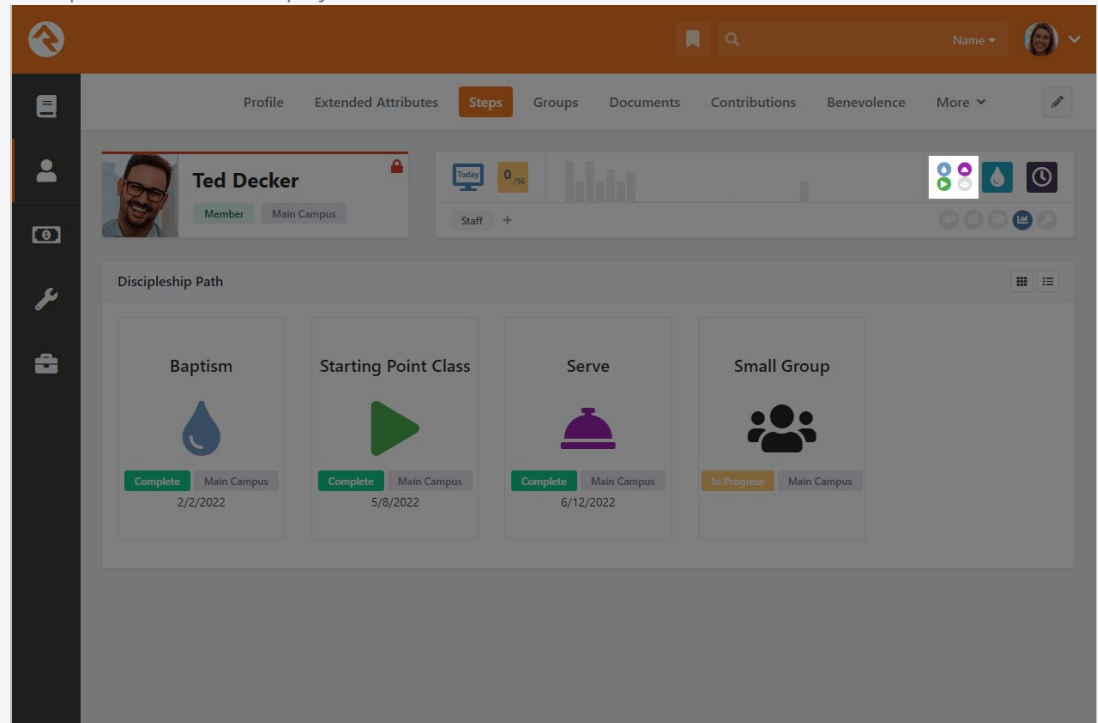 Name
Profile Extended Attributes Steps Groups Documents Contributions Benevolence More
Ted Decker
Member Main Campus
Today 0 /16
Staff +
Discipleship Path
Baptism Starting Point Class Serve Small Group
Complete Main Campus Complete Main Campus Complete Main Campus In Progress Main Campus
2/2/2022 5/8/2022 6/12/2022